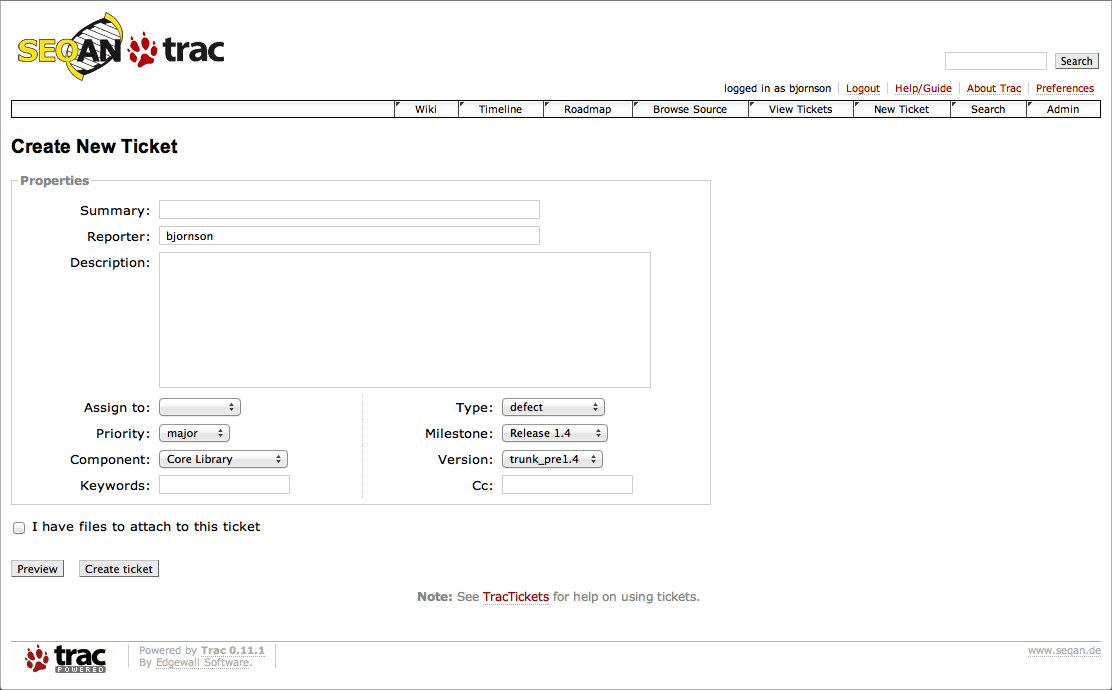 SEQAN trac
Search
logged in as bjornson Logout Help/Guide About Trac Preferences
Wiki Timeline Roadmap Browse Source View Tickets New Ticket Search Admin
Create New Ticket
Properties
Summary:
Reporter: bjornson
Description:
Assign to: Type: defect
Priority: major Milestone: Release 1.4
Component: Core Library Version: trunk_pre1.4
Keywords: Cc:
I have files to attach to this ticket
Preview Create ticket
Note: See TracTickets for help on using tickets.
trac POWERED
Powered by Trac 0.11.1
By Edgewall Software.
www.seqan.de